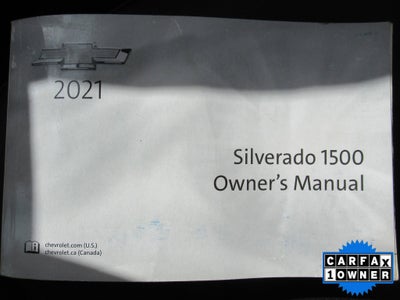 2021
Silverado 1500
Owner's Manual
chevrolet.com (U.S.)
chevrolet.ca (Canada)
CARFAX
1 OWNER